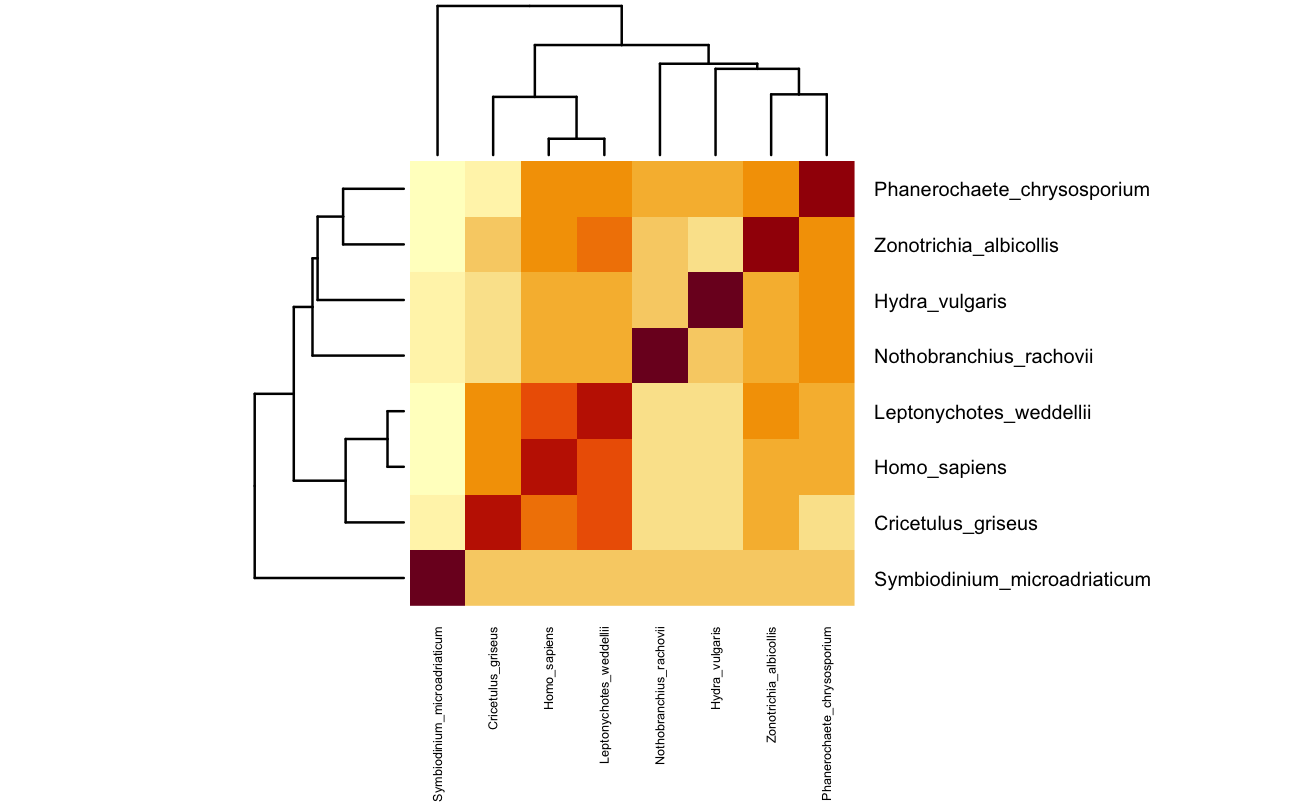 Phanerochaete_chrysosporium
Zonotrichia_albicollis
Hydra_vulgaris
Nothobranchius_rachovii
Leptonychotes_weddellii
Homo_sapiens
Cricetulus_griseus
Symbiodinium_microadriaticum
Symbiodinium_microadriaticum
Cricetulus_griseus
Homo_sapiens
Leptonychotes_weddellii
Nothobranchius_rachovii
Hydra_vulgaris
Zonotrichia_albicollis
Phanerochaete_chrysosporium